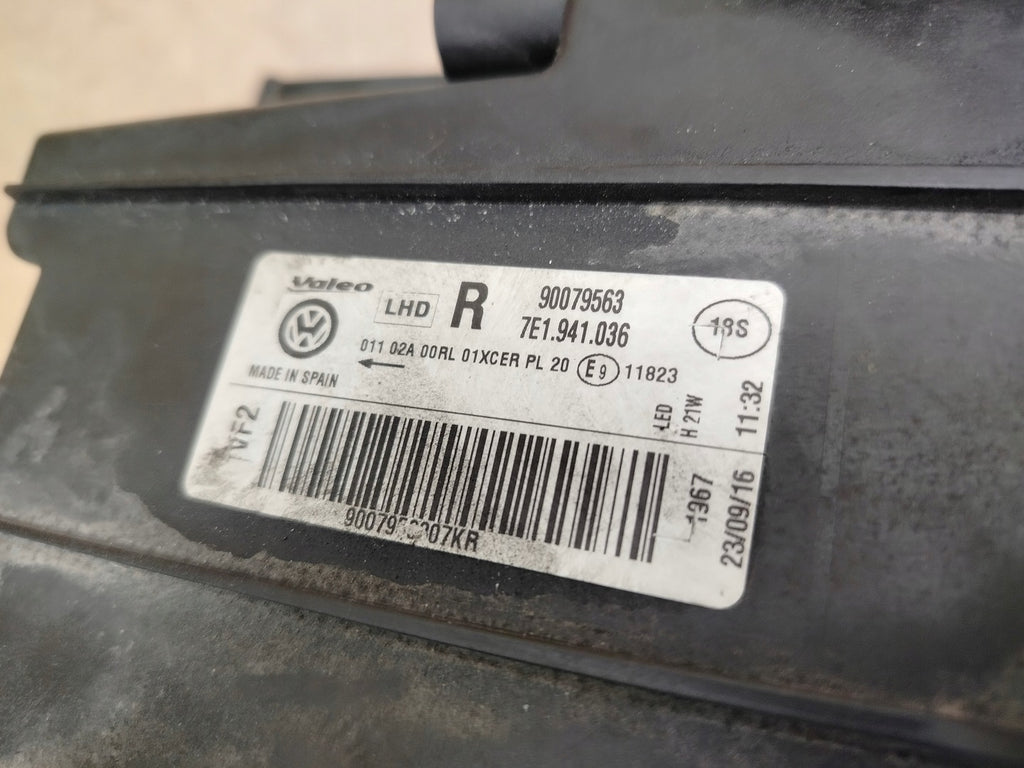 Valeo
LHD R 90079563
7E1.941.036
18S
011 02A 00RL 01XCER PL 20 E9 11823
MADE IN SPAIN
LED
H 21W
11:32
VF2
1367
23/09/16